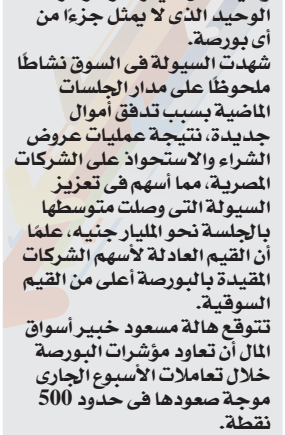 الوحيد الذى لا يمثل جزءًا من
أى بورصة.
شهدت السيولة فى السوق نشاطًا
ملحوظًا على مدار الجلسات
الماضية بسبب تدفق أموال
جديدة، نتيجة عمليات عروض
الشراء والاستحواذ على الشركات
المصرية، مما أسهم فى تعزيز
السيولة التى وصلت متوسطها
بالجلسة نحو المليار جنيه، علمًا
أن القيم العادلة لأسهم الشركات
المقيدة بالبورصة أعلى من القيم
السوقية.
تتوقع هالة مسعود خبير أسواق
المال أن تعاود مؤشرات البورصة
خلال تعاملات الأسبوع الجارى
موجة صعودها فى حدود 500
نقطة.